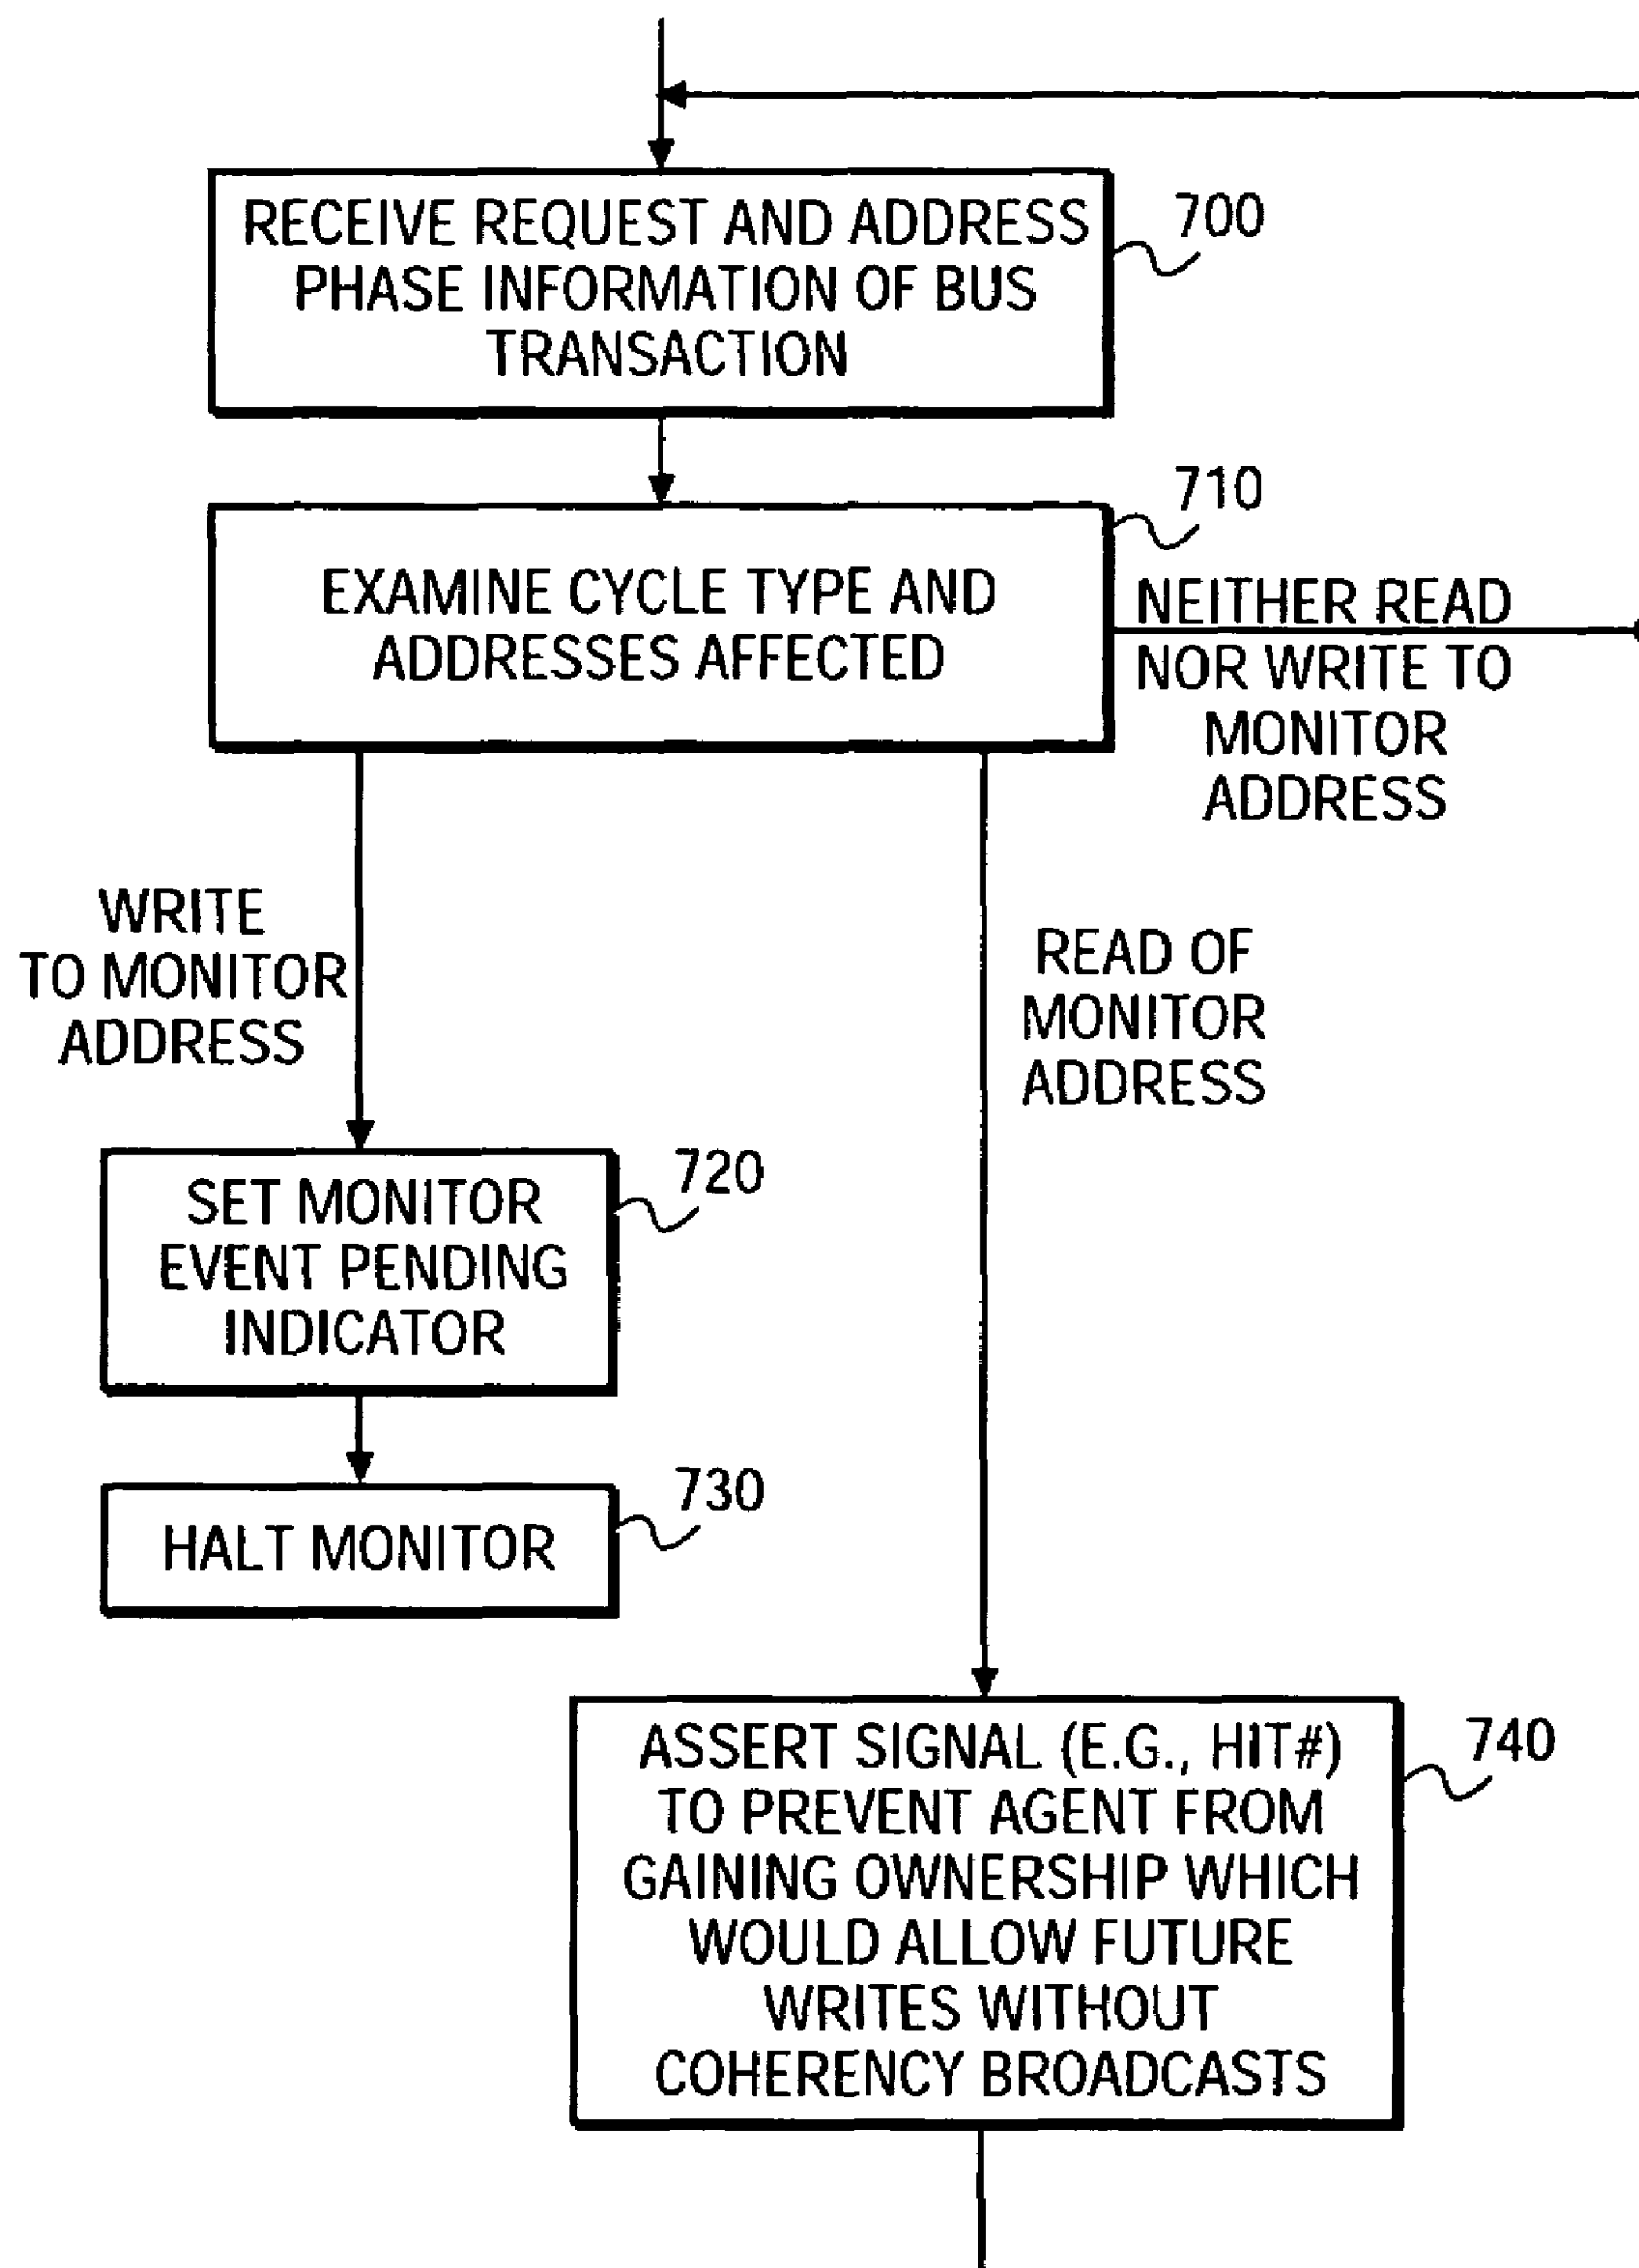 RECEIVE REQUEST AND ADDRESS
PHASE INFORMATION OF BUS
TRANSACTION
700
710
EXAMINE CYCLE TYPE AND
ADDRESSES AFFECTED
NEITHER READ
NOR WRITE TO
MONITOR
ADDRESS
WRITE
TO MONITOR
ADDRESS
READ OF
MONITOR
ADDRESS
720
SET MONITOR
EVENT PENDING
INDICATOR
730
HALT MONITOR
ASSERT SIGNAL (E.G., HIT#)
TO PREVENT AGENT FROM
GAINING OWNERSHIP WHICH
WOULD ALLOW FUTURE
WRITES WITHOUT
COHERENCY BROADCASTS
740